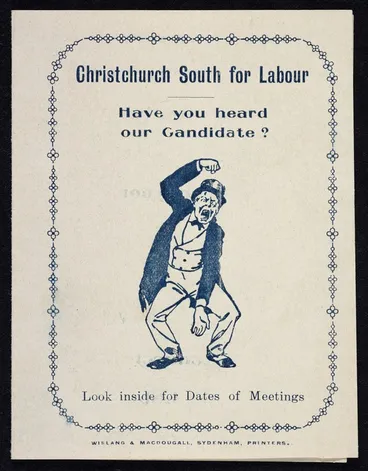 Christchurch South for Labour
Have you heard
our Candidate ?
Look inside for Dates of Meetings
WILLANG & MACDOUGALL, SYDENHAM, PRINTERS.